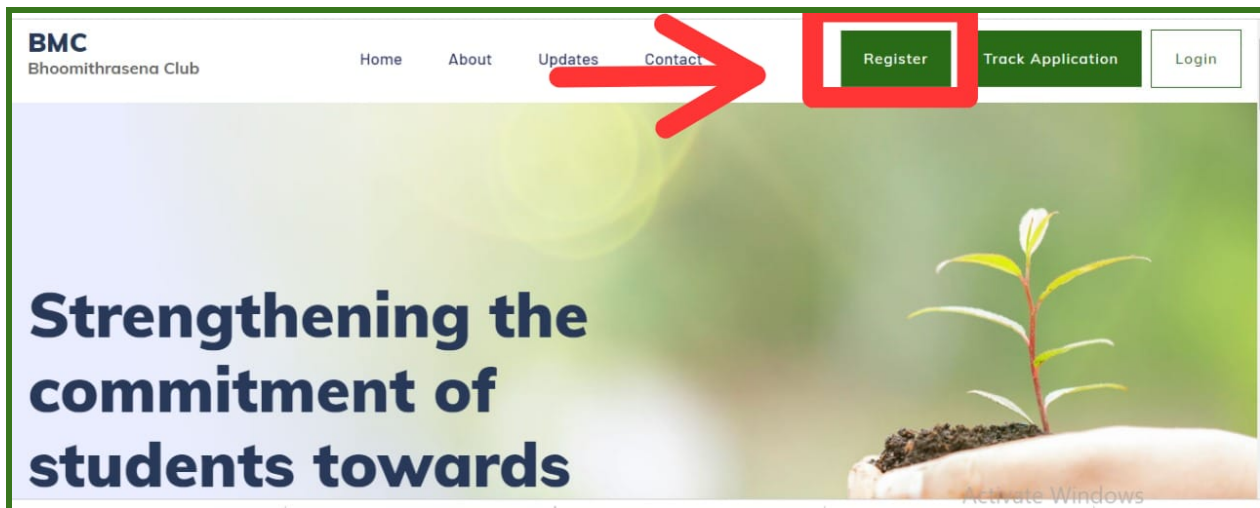 BMC
Bhoomithrasena Club
Home About Updates Contact Register Track Application Login
Strengthening the
commitment of
students towards
Activate Windows